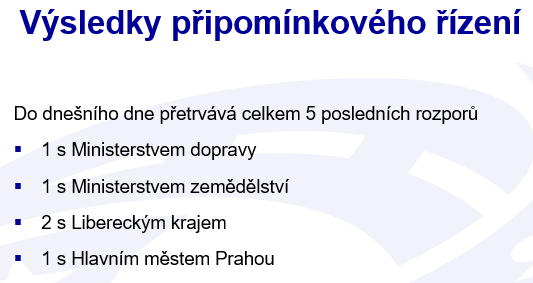 Výsledky připomínkového řízení
Do dnešního dne přetrvává celkem 5 posledních rozporů
▪ 1 s Ministerstvem dopravy
▪ 1 s Ministerstvem zemědělství
▪ 2 s Libereckým krajem
▪ 1 s Hlavním městem Prahou